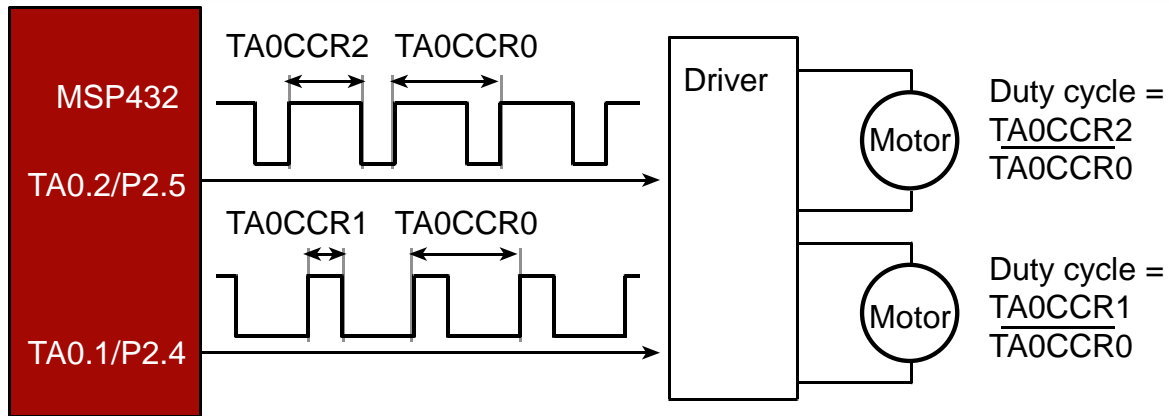 MSP432
TA0.2/P2.5
TA0.1/P2.4
TA0CCR2 TA0CCR0
TA0CCR1 TA0CCR0
Driver
Motor
Motor
Duty cycle =
TA0CCR2
TA0CCR0
Duty cycle =
TA0CCR1
TA0CCR0